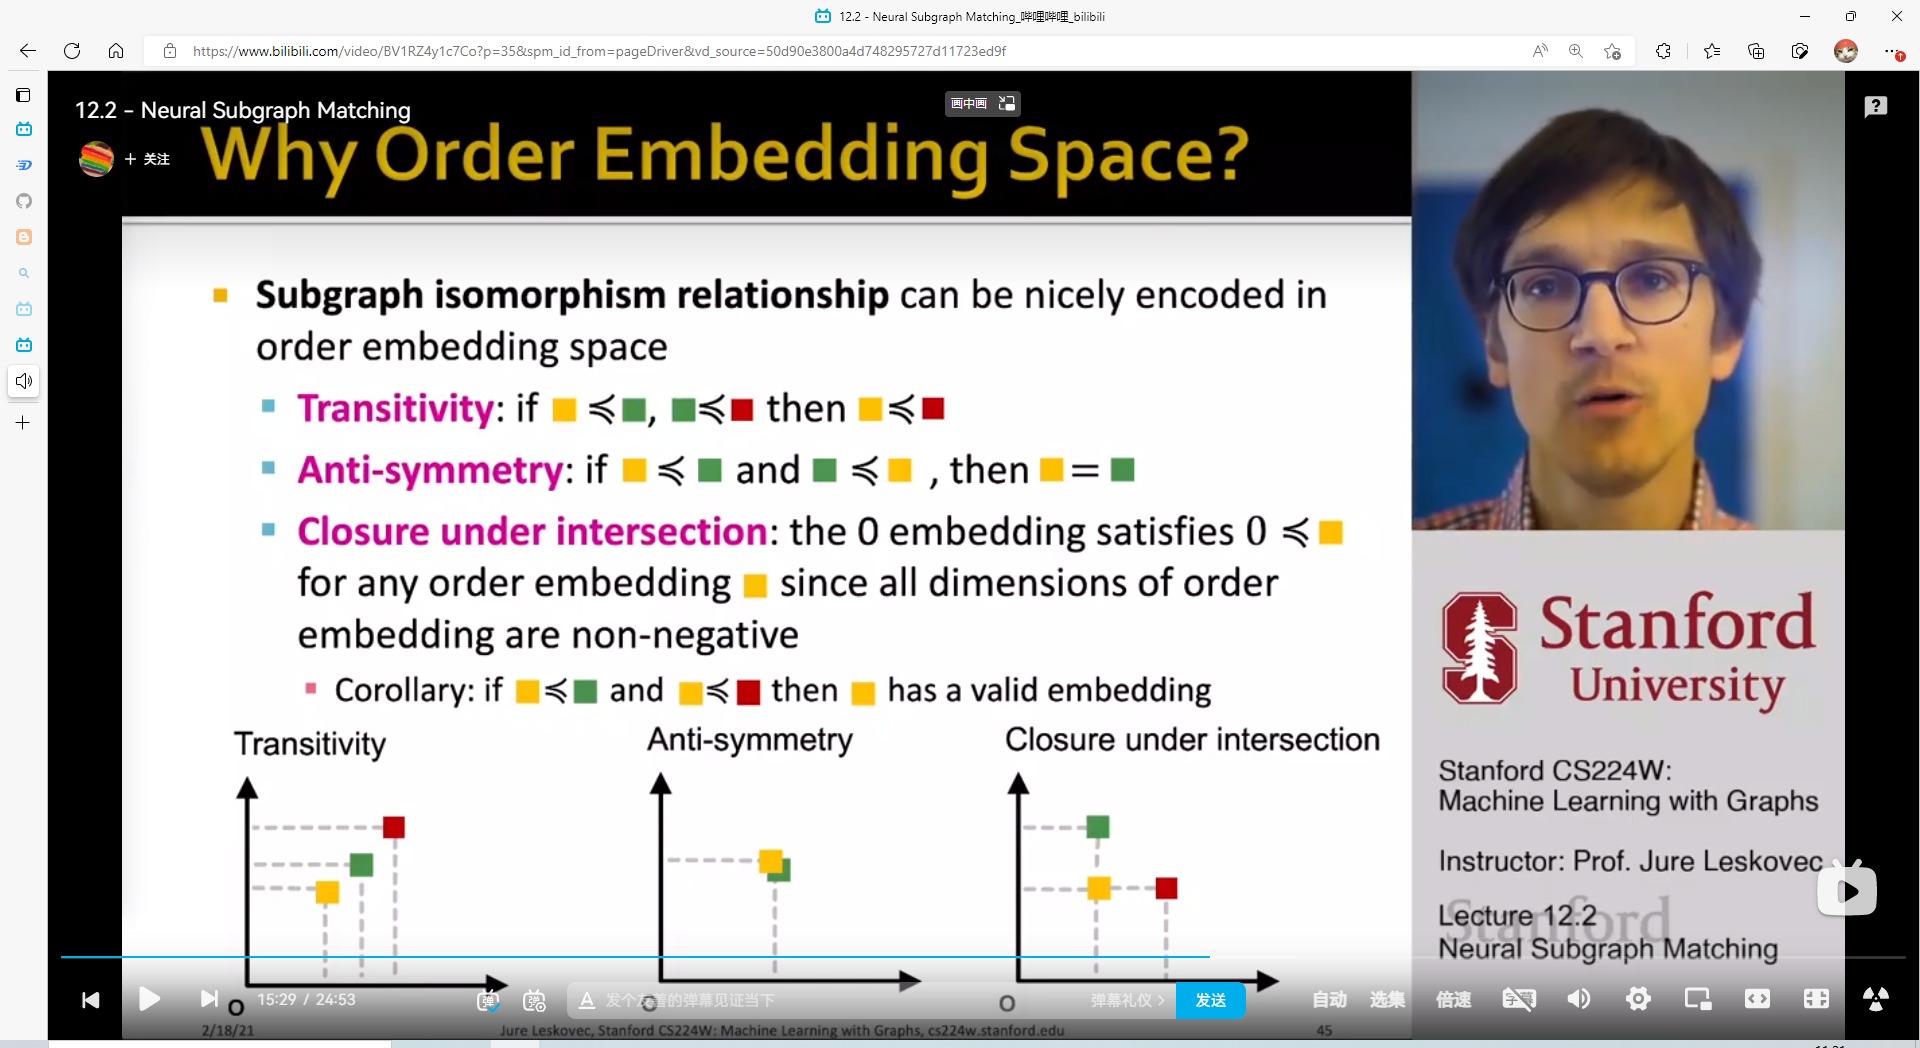 12.2 - Neural Subgraph Matching_哔哩哔哩_bilibili
https://www.bilibili.com/video/BV1RZ4y1c7Co?p=35&spm_id_from=pageDriver&vd_source=50d90e3800a4d748295727d11723ed9f
12.2 - Neural Subgraph Matching
画中画
+ 关注
Why Order Embedding Space?
Subgraph isomorphism relationship can be nicely encoded in
order embedding space
Transitivity: if ≼ , ≼ then ≼
Anti-symmetry: if ≼ and ≼ , then =
Closure under intersection: the 0 embedding satisfies 0 ≼
for any order embedding since all dimensions of order
embedding are non-negative
Corollary: if ≼ and ≼ then has a valid embedding
Transitivity
Anti-symmetry
Closure under intersection
O
O
O
Stanford
University
Stanford CS224W:
Machine Learning with Graphs
Instructor: Prof. Jure Leskovec
Lecture 12.2
Neural Subgraph Matching
Stanford
15:29 / 24:53
弹
弹
A 发个友善的弹幕见证当下
弹幕礼仪 >
发送
自动
选集
倍速
字幕
2/18/21
Jure Leskovec, Stanford CS224W: Machine Learning with Graphs, cs224w.stanford.edu
45